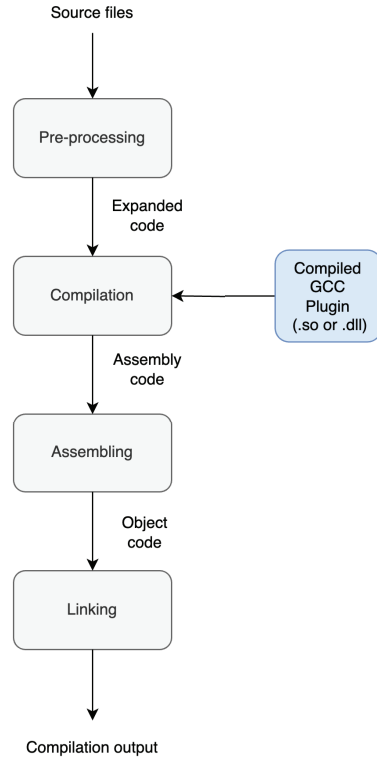 Source files
Pre-processing
Expanded
code
Compilation
Compiled
GCC
Plugin
(.so or .dll)
Assembly
code
Assembling
Object
code
Linking
Compilation output